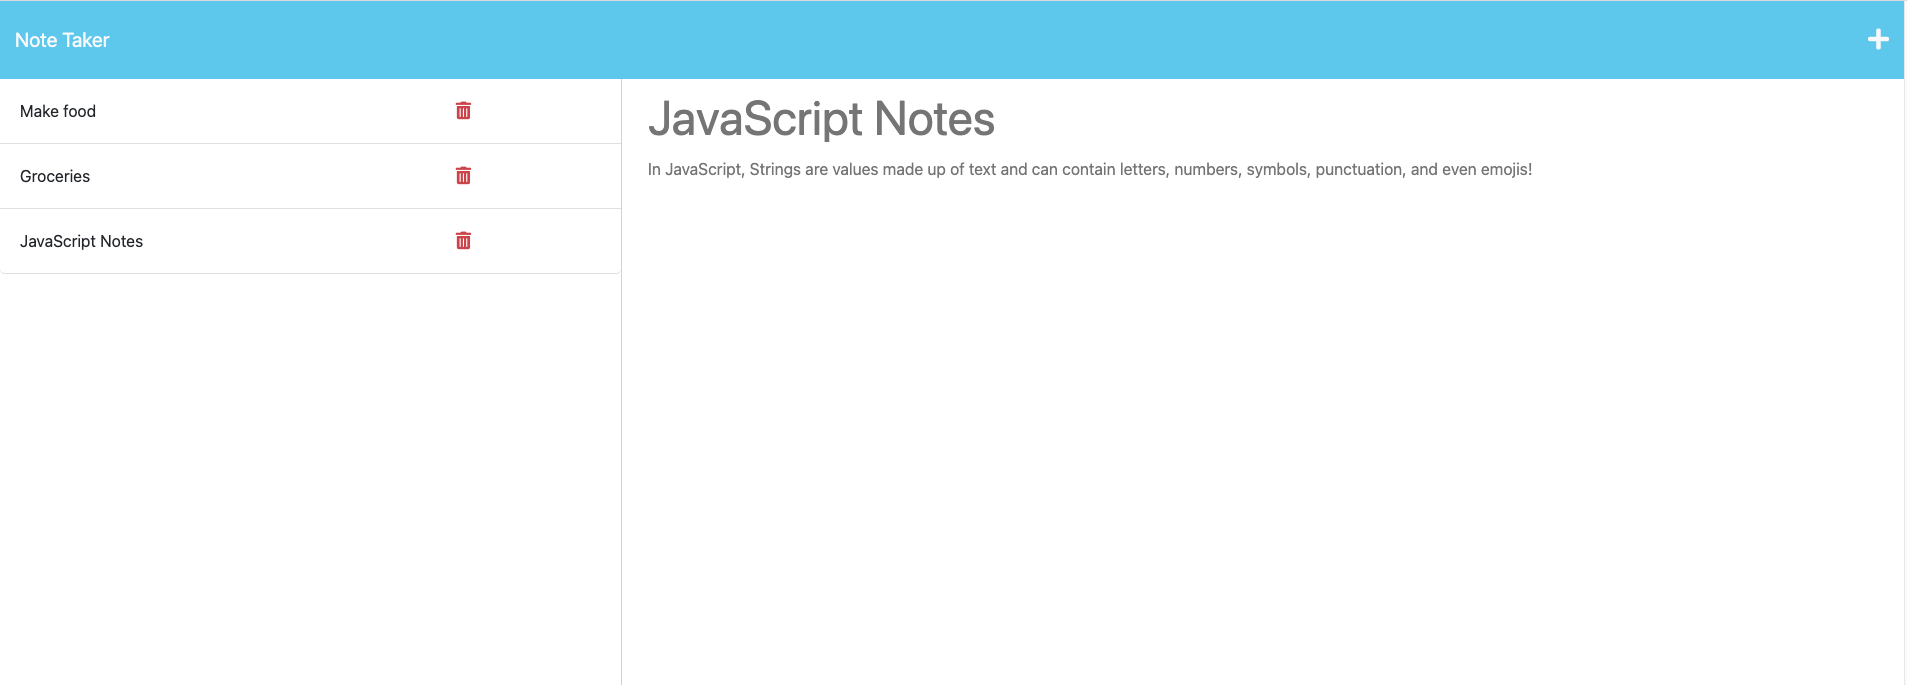 Note Taker
Make food
Groceries
JavaScript Notes
JavaScript Notes
In JavaScript, Strings are values made up of text and can contain letters, numbers, symbols, punctuation, and even emojis!